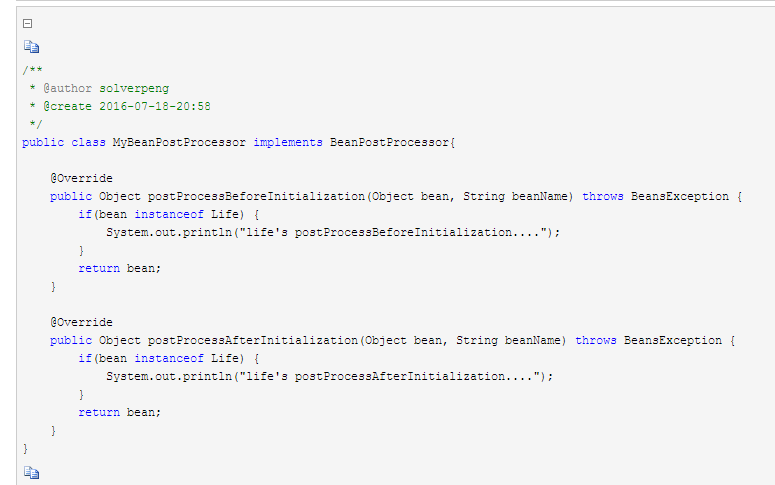 /**
 * @author solverpeng
 * @create 2016-07-18-20:58
 */
public class MyBeanPostProcessor implements BeanPostProcessor{
    @Override
    public Object postProcessBeforeInitialization(Object bean, String beanName) throws BeansException {
        if(bean instanceof Life) {
            System.out.println("life's postProcessBeforeInitialization....");
        }
        return bean;
    }
    @Override
    public Object postProcessAfterInitialization(Object bean, String beanName) throws BeansException {
        if(bean instanceof Life) {
            System.out.println("life's postProcessAfterInitialization....");
        }
        return bean;
    }
}